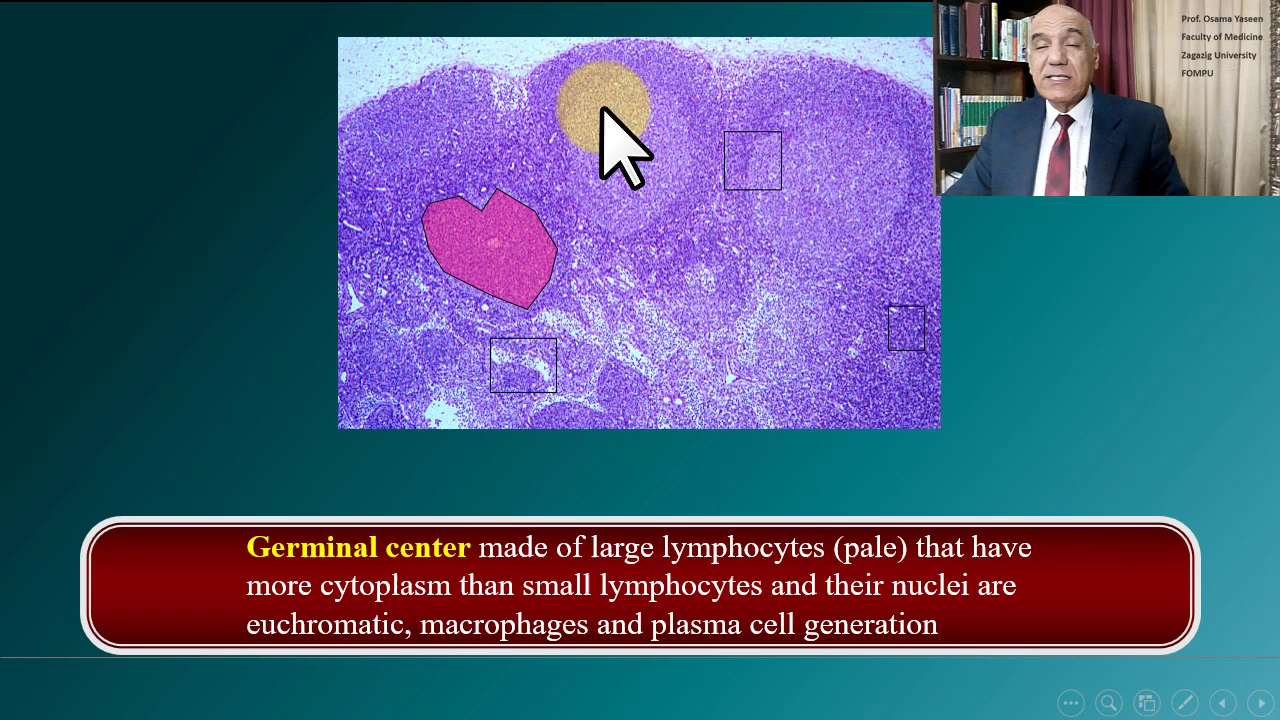 Prof. Osama Yaseen
Faculty of Medicine
Zagazig University
FOMPU
Germinal center made of large lymphocytes (pale) that have
more cytoplasm than small lymphocytes and their nuclei are
euchromatic, macrophages and plasma cell generation